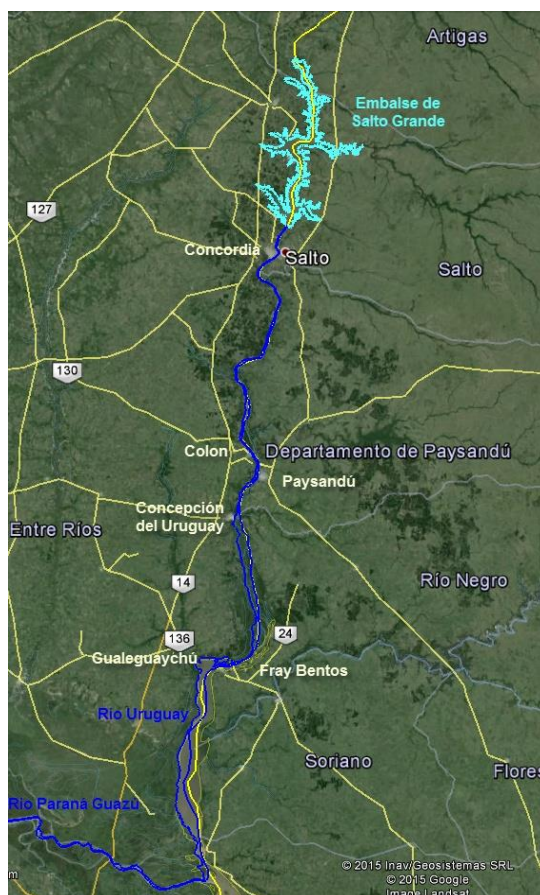 Artigas
Embalse de
Salto Grande
127
Concordia
Salto
Salto
130
Colon
Departamento de Paysandú
Paysandú
Concepción
del Uruguay
Entre Ríos
14
Río Negro
136
24
Gualeguaychú
Fray Bentos
Río Uruguay
Soriano
Flores
Río Paraná Guazú
m
© 2015 Inav/Geosistemas SRL
© 2015 Google
Image Landsat